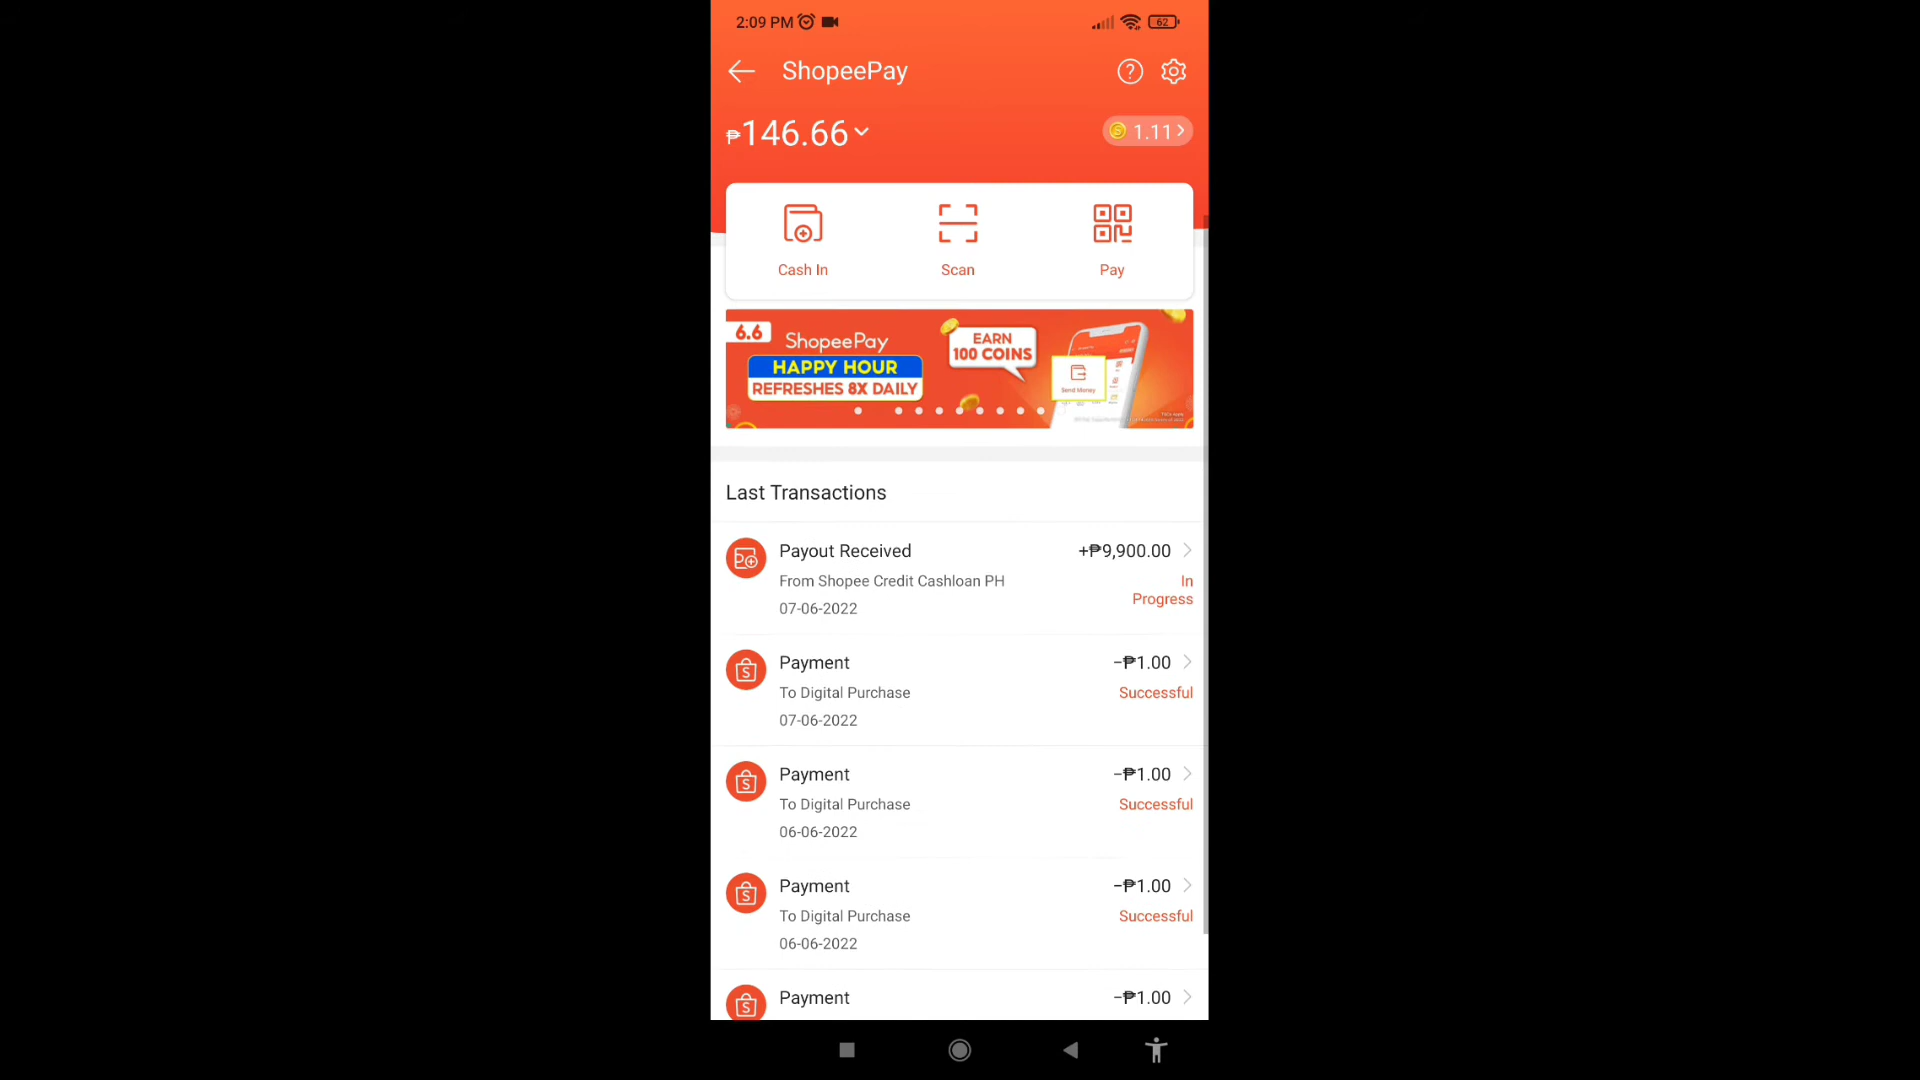 2:09 PM
62
ShopeePay
₱146.66
1.11
Cash In Scan Pay
6.6
ShopeePay
HAPPY HOUR
REFRESHES 8X DAILY
EARN
100 COINS
Send Money
Last Transactions
Payout Received +₱9,900.00
From Shopee Credit Cashloan PH In
Progress
07-06-2022
Payment -₱1.00
To Digital Purchase Successful
07-06-2022
Payment -₱1.00
To Digital Purchase Successful
06-06-2022
Payment -₱1.00
To Digital Purchase Successful
06-06-2022
Payment -₱1.00